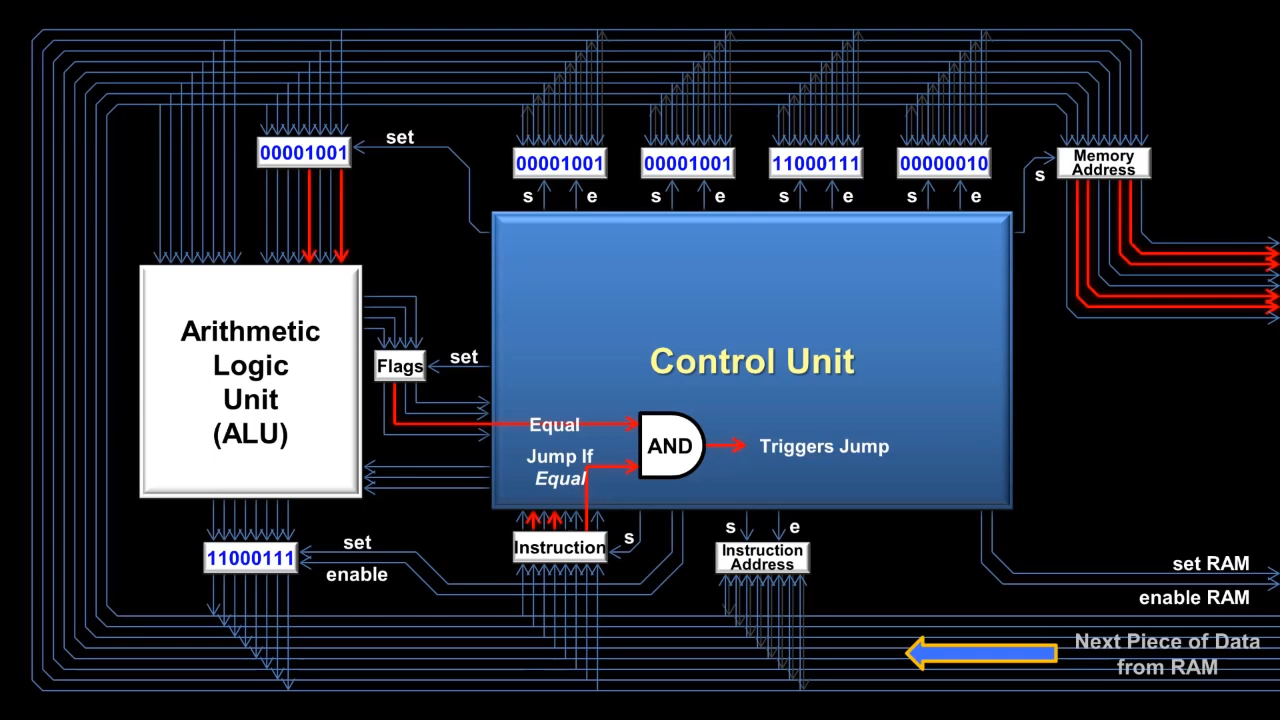 00001001
set
00001001
00001001
11000111
00000010
Memory
Address
s
s
e
s
e
s
e
s
e
Arithmetic
Logic
Unit
(ALU)
Flags
set
Control Unit
Equal
Jump If
Equal
AND
Triggers Jump
11000111
set
enable
Instruction
s
s
e
Instruction
Address
set RAM
enable RAM
Next Piece of Data
from RAM